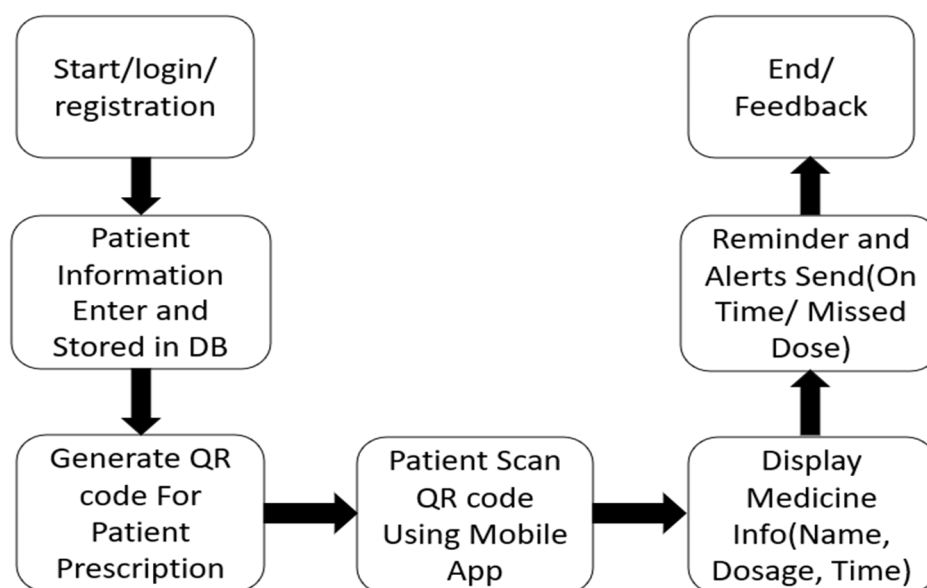 Start/login/
registration
Patient
Information
Enter and
Stored in DB
Generate QR
code For
Patient
Prescription
Patient Scan
QR code
Using Mobile
App
Display
Medicine
Info(Name,
Dosage, Time)
Reminder and
Alerts Send(On
Time/ Missed
Dose)
End/
Feedback